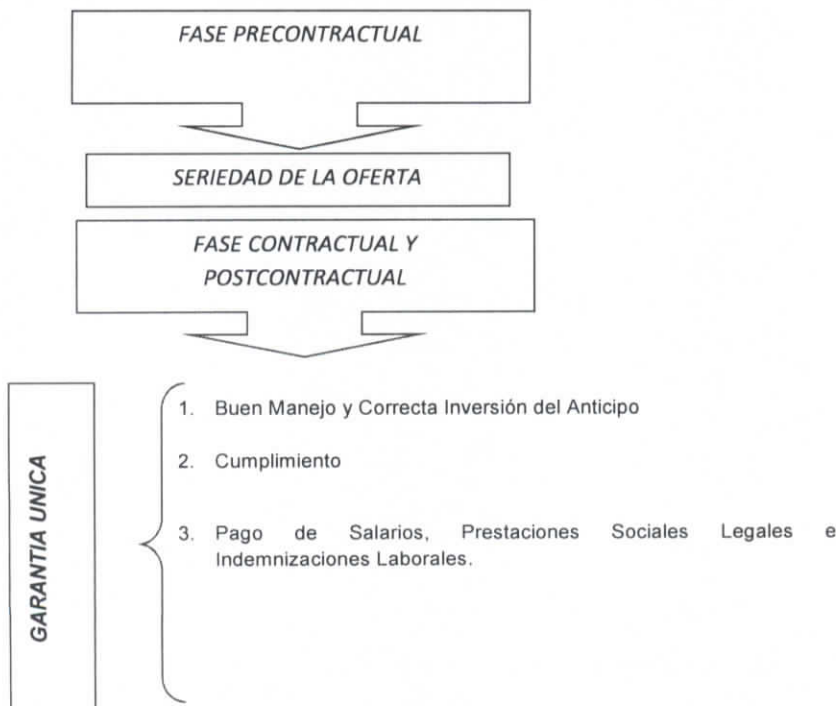 FASE PRECONTRACTUAL
SERIEDAD DE LA OFERTA
FASE CONTRACTUAL Y
POSTCONTRACTUAL
GARANTIA UNICA
1. Buen Manejo y Correcta Inversión del Anticipo
2. Cumplimiento
3. Pago de Salarios, Prestaciones Sociales Legales e
Indemnizaciones Laborales.